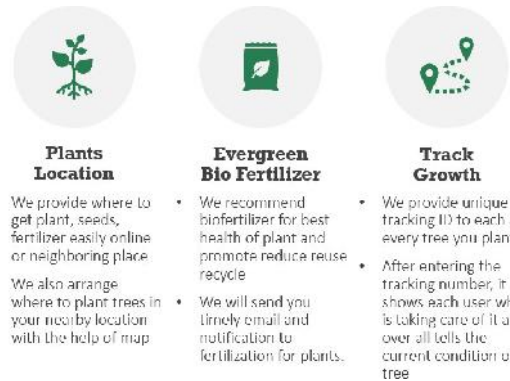 Plants
Location
We provide where to
get plant, seeds,
fertilizer easily online
or neighboring place
We also arrange
where to plant trees in
your nearby location
with the help of map
Evergreen
Bio Fertilizer
• We recommend
biofertilizer for best
health of plant and
promote reduce reuse
recycle
• We will send you
timely email and
notification to
fertilization for plants.
Track
Growth
• We provide unique
tracking ID to each
every tree you plan
• After entering the
tracking number, it
shows each user wh
is taking care of it a
over all tells the
current condition o
tree